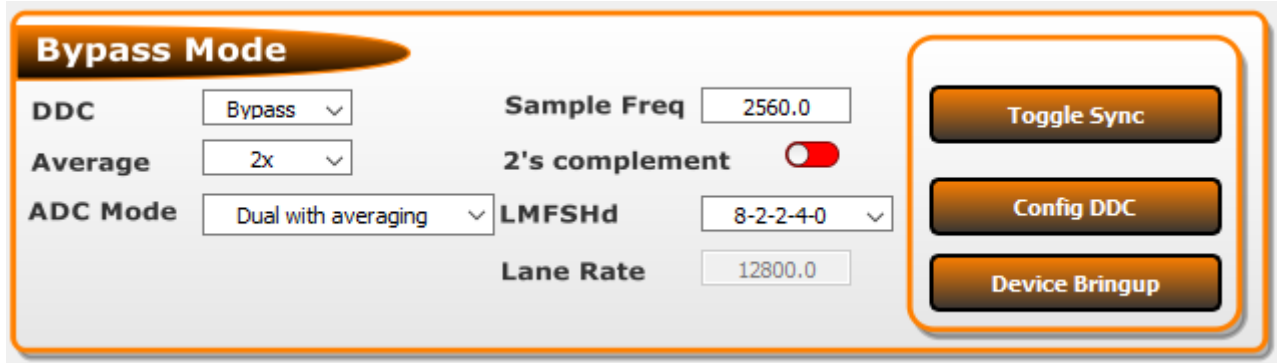 Bypass Mode
DDC Bypass Sample Freq 2560.0
Average 2x 2's complement
ADC Mode Dual with averaging LMFSHd 8-2-2-4-0
Lane Rate 12800.0
Toggle Sync
Config DDC
Device Bringup